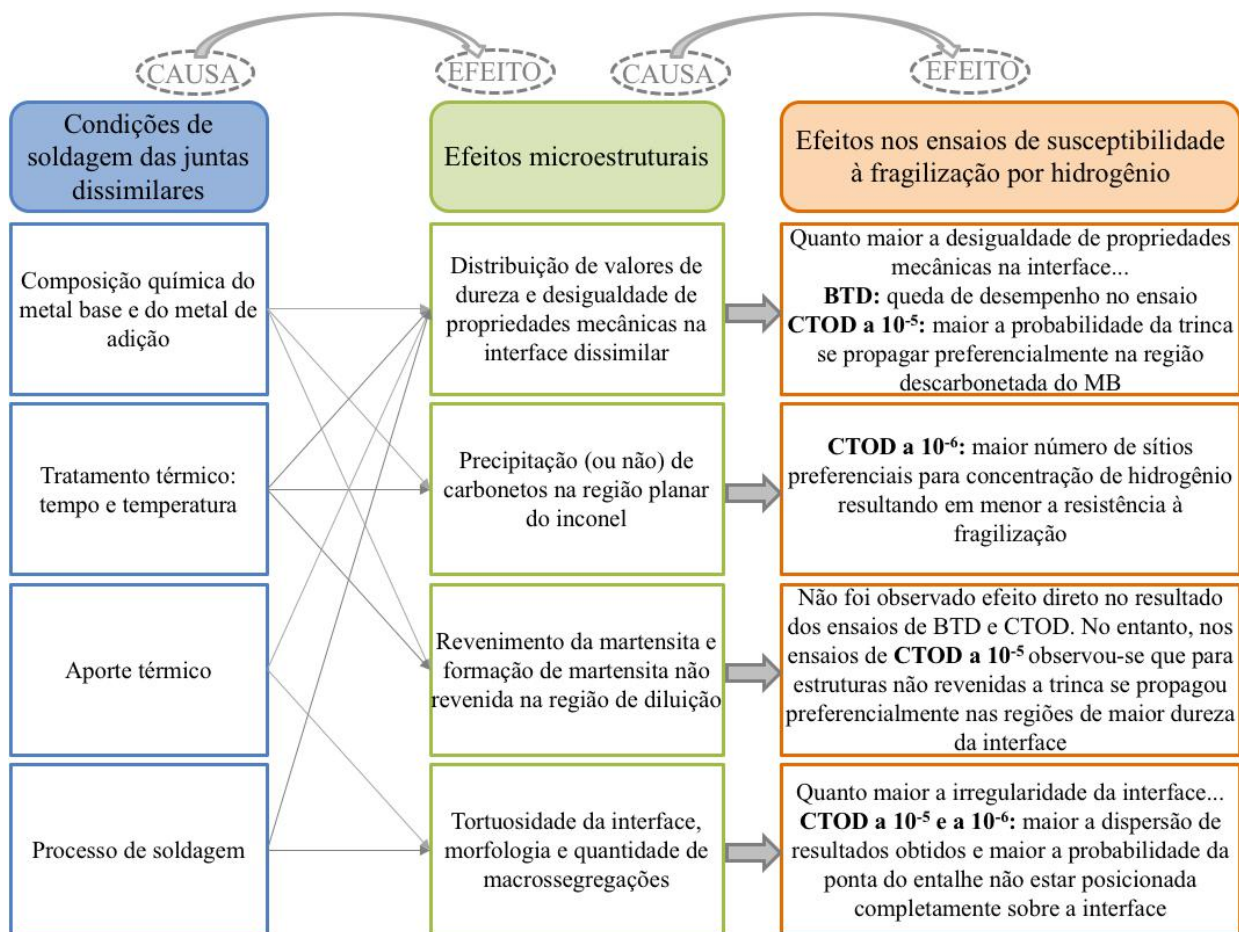 CAUSA
EFEITO
CAUSA
EFEITO
Condições de
soldagem das juntas
dissimilares
Efeitos microestruturais
Efeitos nos ensaios de susceptibilidade
à fragilização por hidrogênio
Composição química do
metal base e do metal de
adição
Distribuição de valores de
dureza e desigualdade de
propriedades mecânicas na
interface dissimilar
Quanto maior a desigualdade de propriedades
mecânicas na interface...
BTD: queda de desempenho no ensaio
CTOD a 10⁻⁵: maior a probabilidade da trinca
se propagar preferencialmente na região
descarbonetada do MB
Tratamento térmico:
tempo e temperatura
Precipitação (ou não) de
carbonetos na região planar
do inconel
CTOD a 10⁻⁶: maior número de sítios
preferenciais para concentração de hidrogênio
resultando em menor a resistência à
fragilização
Aporte térmico
Revenimento da martensita e
formação de martensita não
revenida na região de diluição
Não foi observado efeito direto no resultado
dos ensaios de BTD e CTOD. No entanto, nos
ensaios de CTOD a 10⁻⁵ observou-se que para
estruturas não revenidas a trinca se propagou
preferencialmente nas regiões de maior dureza
da interface
Processo de soldagem
Tortuosidade da interface,
morfologia e quantidade de
macrossegregações
Quanto maior a irregularidade da interface...
CTOD a 10⁻⁵ e a 10⁻⁶: maior a dispersão de
resultados obtidos e maior a probabilidade da
ponta do entalhe não estar posicionada
completamente sobre a interface